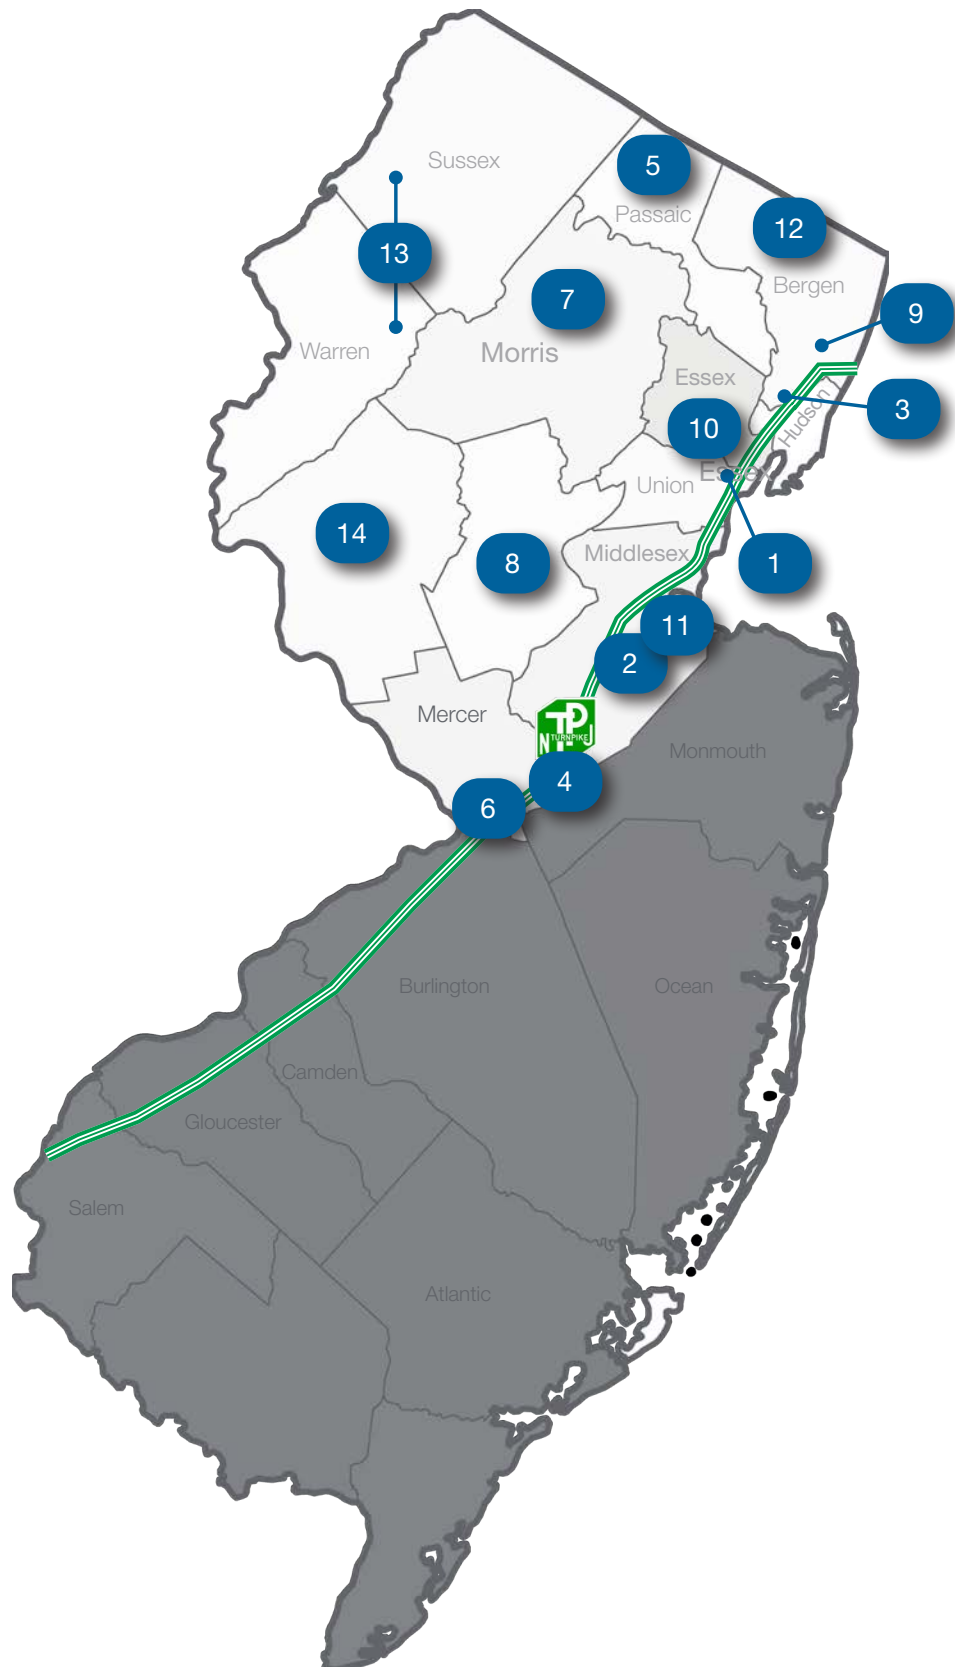 Sussex
5
Passaic
12
13
Bergen
7
9
Warren
Morris
Essex
3
Hudson
10
Essex
Union
14
Middlesex
8
1
11
2
Mercer
TP
N TURNPIKE J
Monmouth
4
6
Burlington
Ocean
Camden
Gloucester
Salem
Atlantic